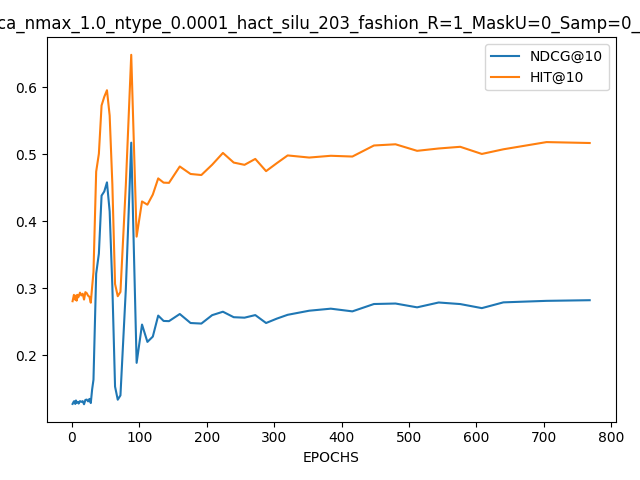 ca_nmax_1.0_ntype_0.0001_hact_silu_203_fashion_R=1_MaskU=0_Samp=0_
NDCG@10
HIT@10
0.6
0.5
0.4
0.3
0.2
0 100 200 300 400 500 600 700 800
EPOCHS